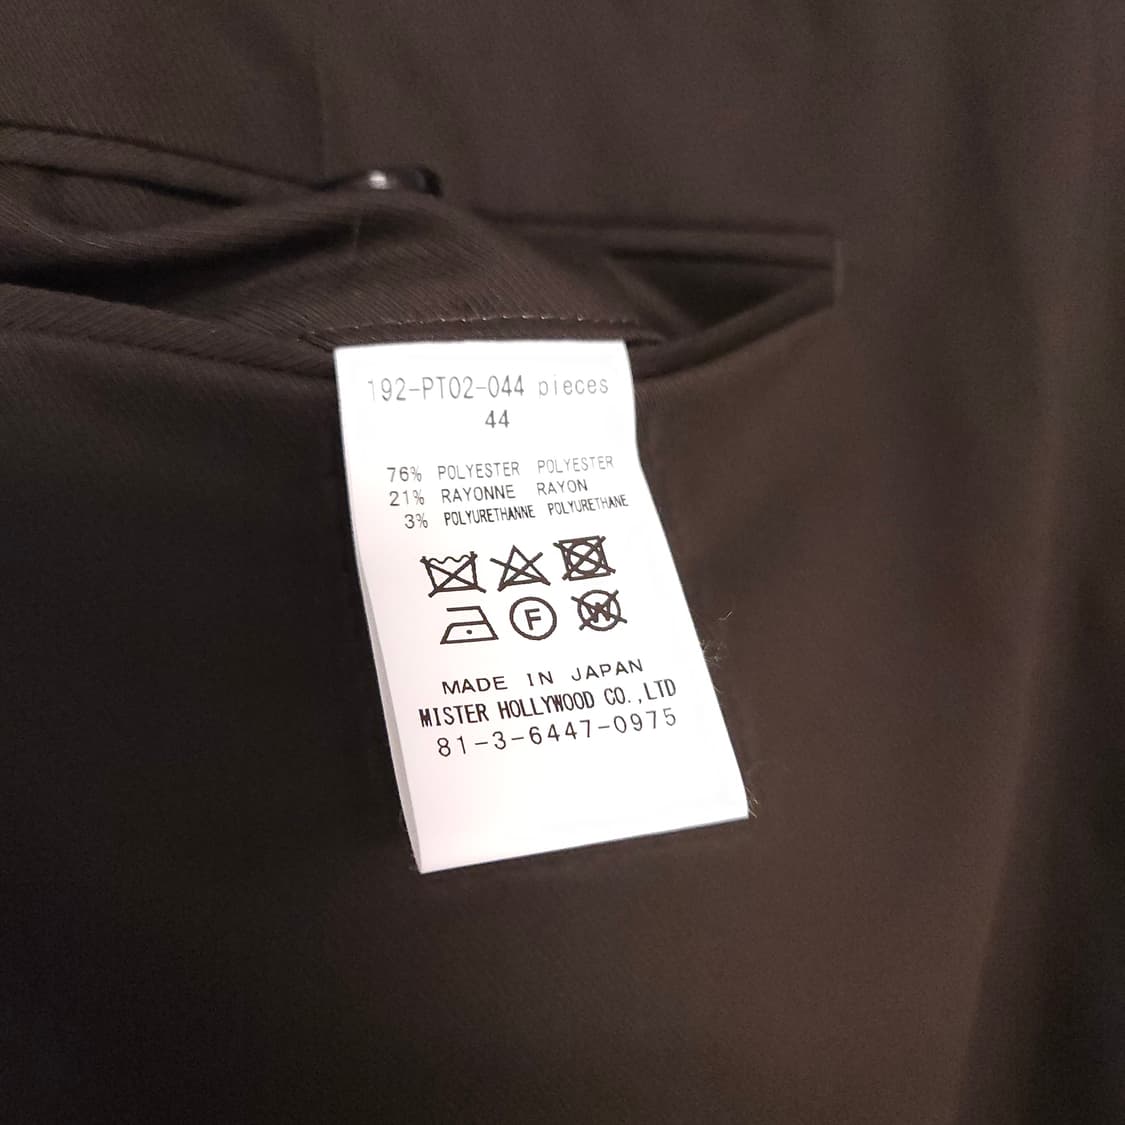 192-PT02-044 pieces
44
76% POLYESTER POLYESTER
21% RAYONNE RAYON
3% POLYURETHANNE POLYURETHANE
F W
MADE IN JAPAN
MISTER HOLLYWOOD CO.,LTD
81-3-6447-0975